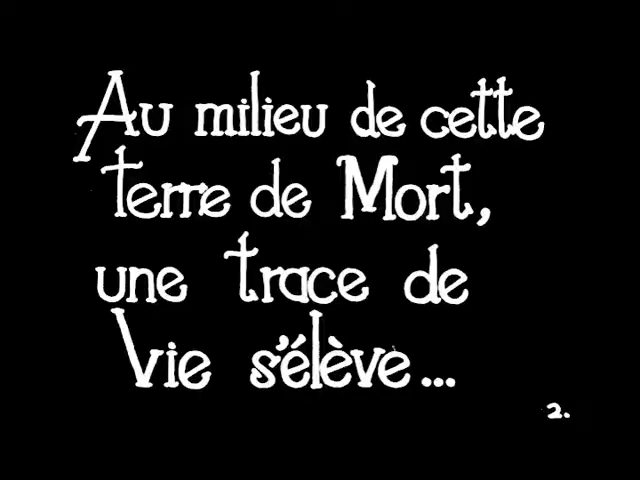 Au milieu de cette
terre de Mort,
une trace de
Vie s'élève...
2.